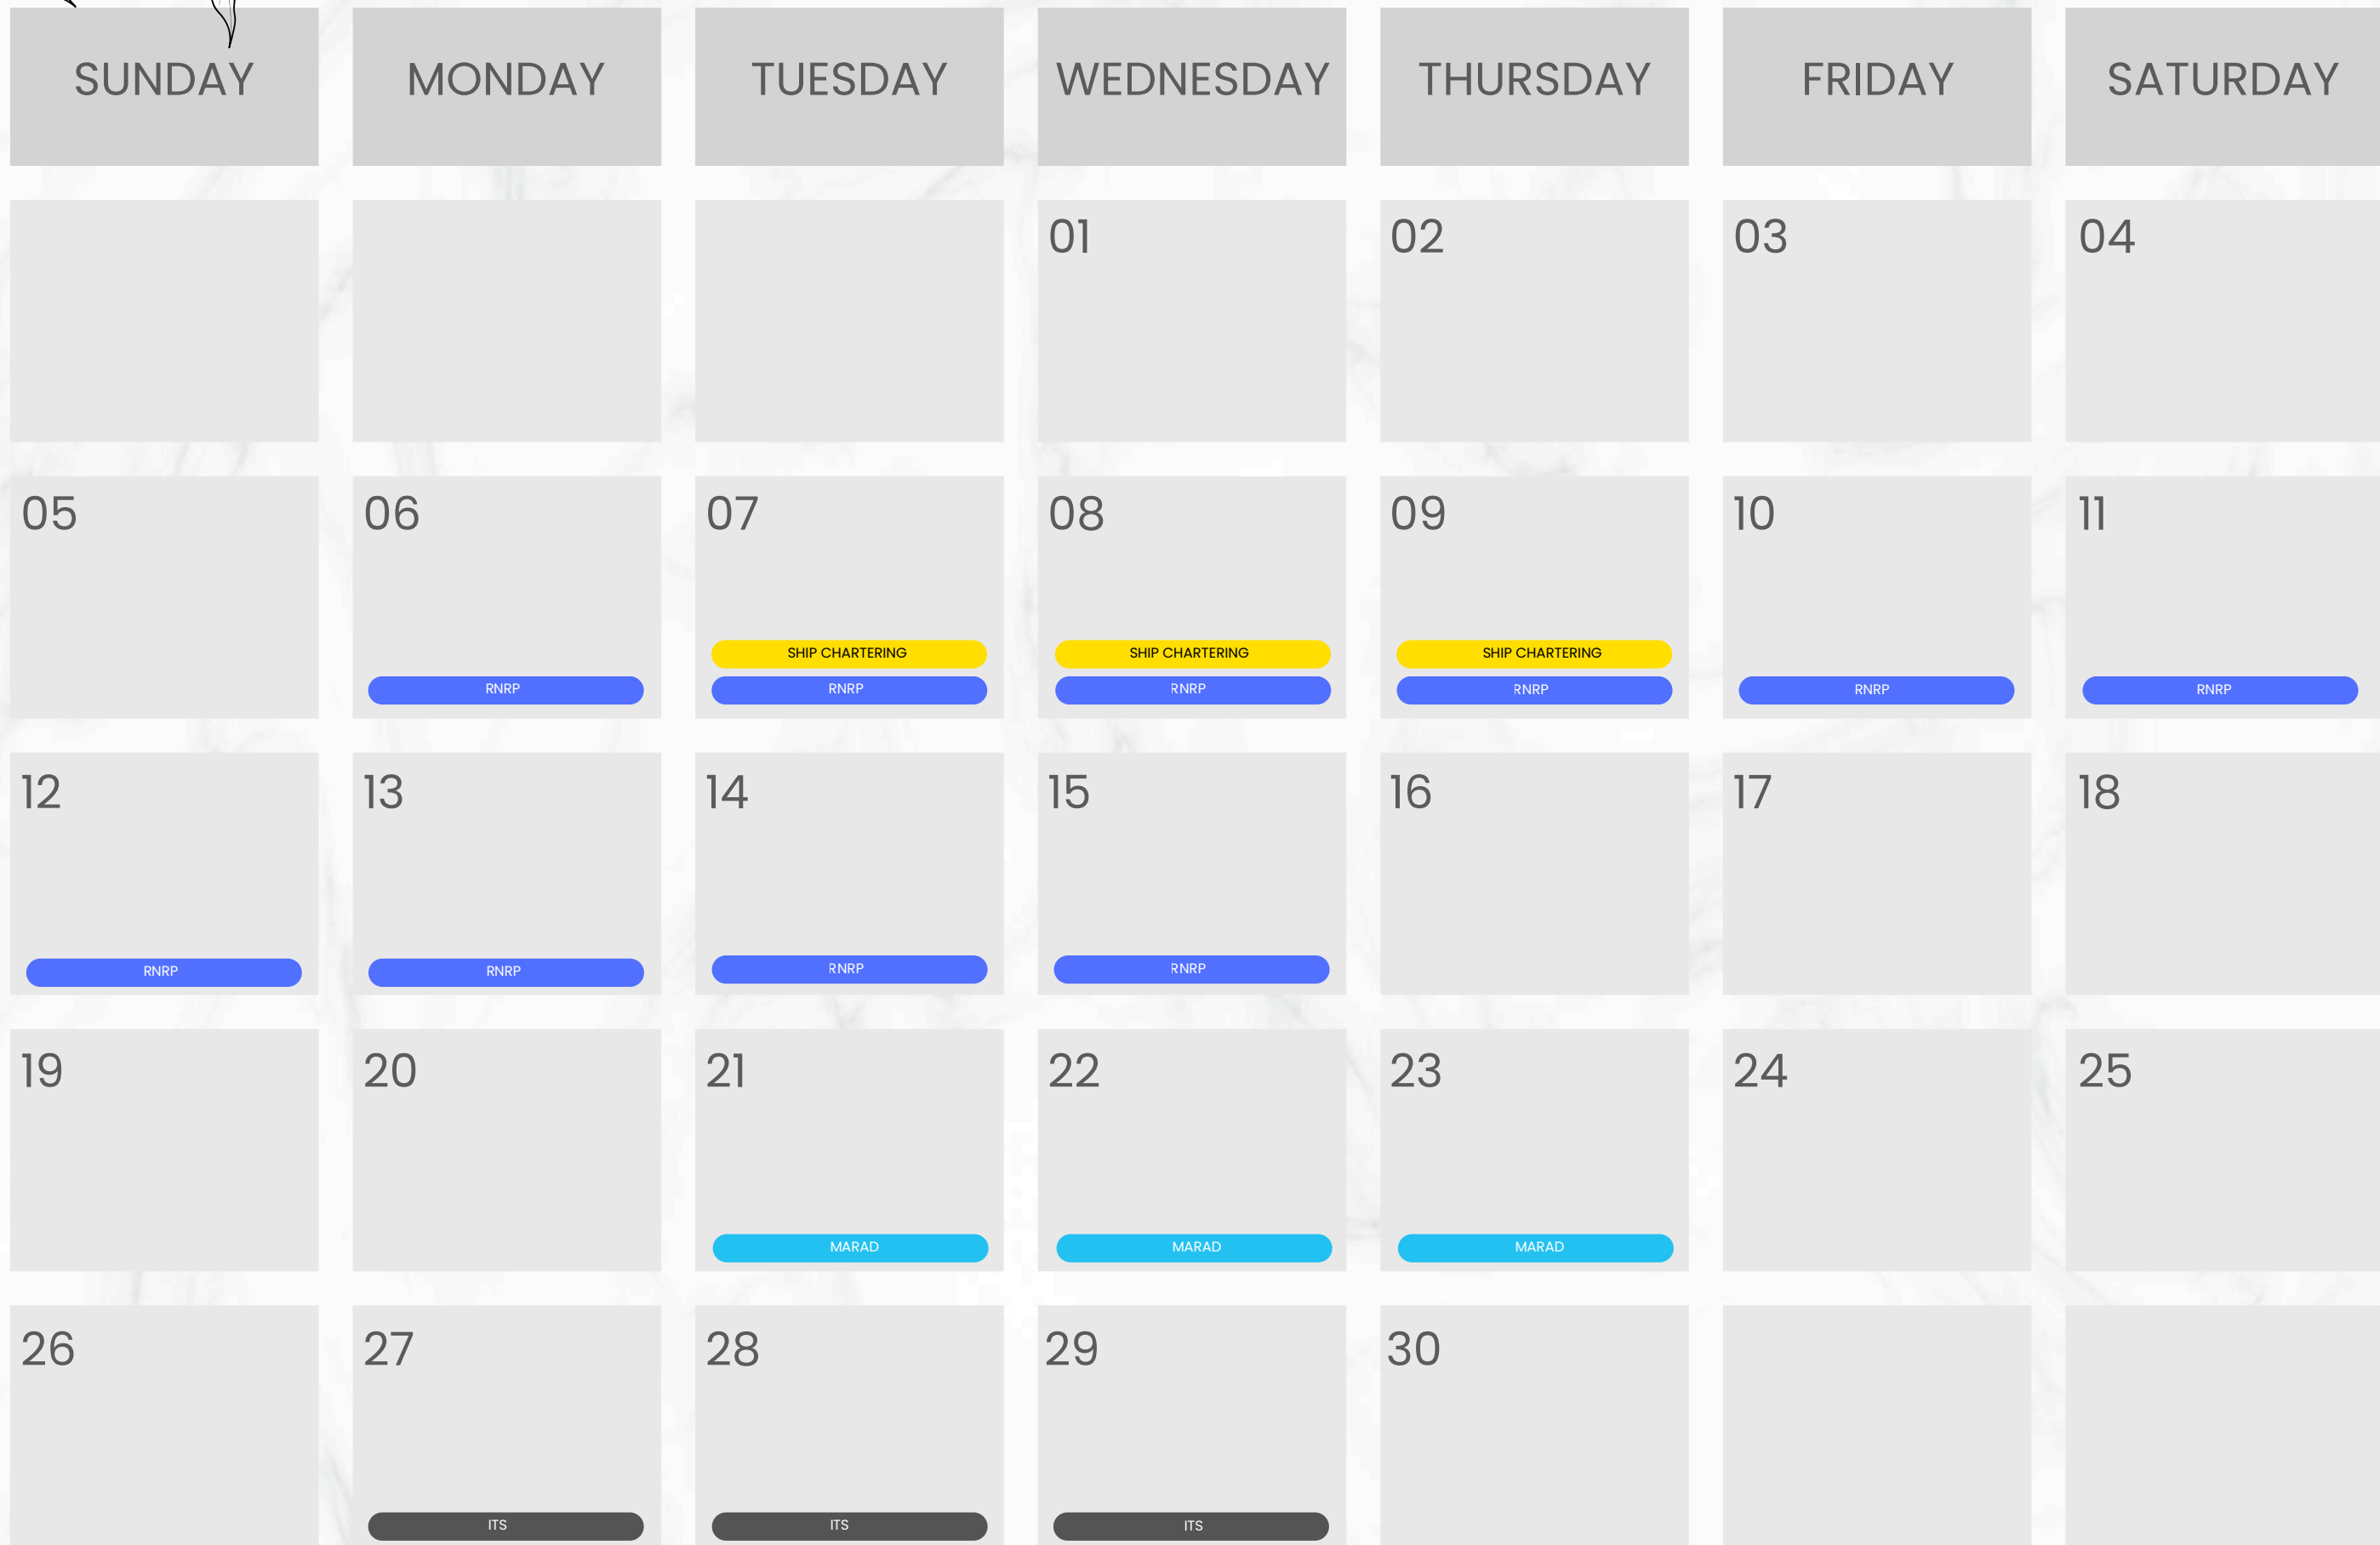 SUNDAY MONDAY TUESDAY WEDNESDAY THURSDAY FRIDAY SATURDAY
01 02 03 04
05 06 07 08 09 10 11
SHIP CHARTERING SHIP CHARTERING SHIP CHARTERING
RNRP RNRP RNRP RNRP RNRP RNRP
12 13 14 15 16 17 18
RNRP RNRP RNRP RNRP
19 20 21 22 23 24 25
MARAD MARAD MARAD
26 27 28 29 30
ITS ITS ITS